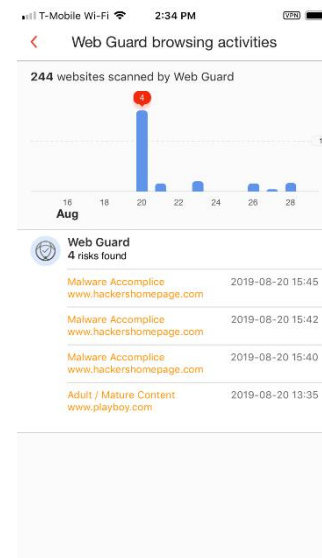 T-Mobile Wi-Fi 2:34 PM VPN
Web Guard browsing activities
244 websites scanned by Web Guard
4
1
16 18 20 22 24 26 28
Aug
Web Guard
4 risks found
Malware Accomplice 2019-08-20 15:45
www.hackershomepage.com
Malware Accomplice 2019-08-20 15:42
www.hackershomepage.com
Malware Accomplice 2019-08-20 15:40
www.hackershomepage.com
Adult / Mature Content 2019-08-20 13:35
www.playboy.com